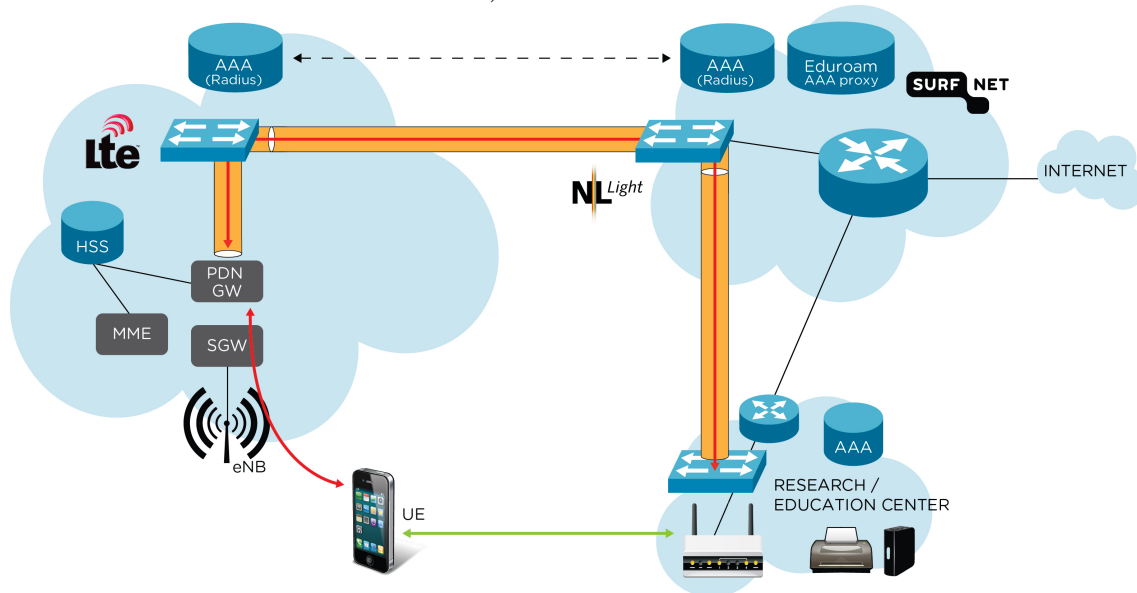 AAA
(Radius)
AAA
(Radius)
Eduroam
AAA proxy
SURF NET
Lte
NL Light
INTERNET
HSS
PDN
GW
MME
SGW
eNB
UE
AAA
RESEARCH /
EDUCATION CENTER